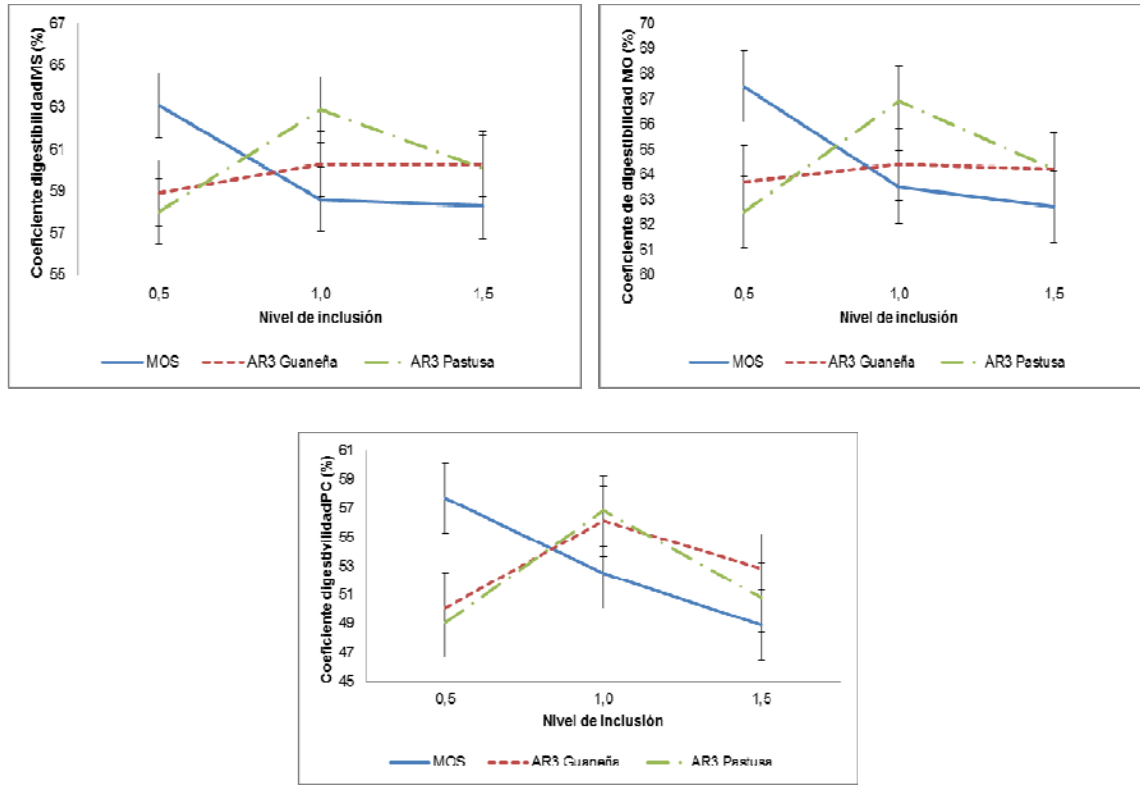 Coeficiente digestibilidadMS (%)
67
65
63
61
59
57
55
0,5 1,0 1,5
Nivel de inclusión
MOS AR3 Guaneña AR3 Pastusa
Coeficiente de digestibilidad MO (%)
70
69
68
67
66
65
64
63
62
61
60
0,5 1,0 1,5
Nivel de inclusión
MOS AR3 Guaneña AR3 Pastusa
Coeficiente digestivilidadPC (%)
61
59
57
55
53
51
49
47
45
0,5 1,0 1,5
Nivel de inclusión
MOS AR3 Guaneña AR3 Pastusa